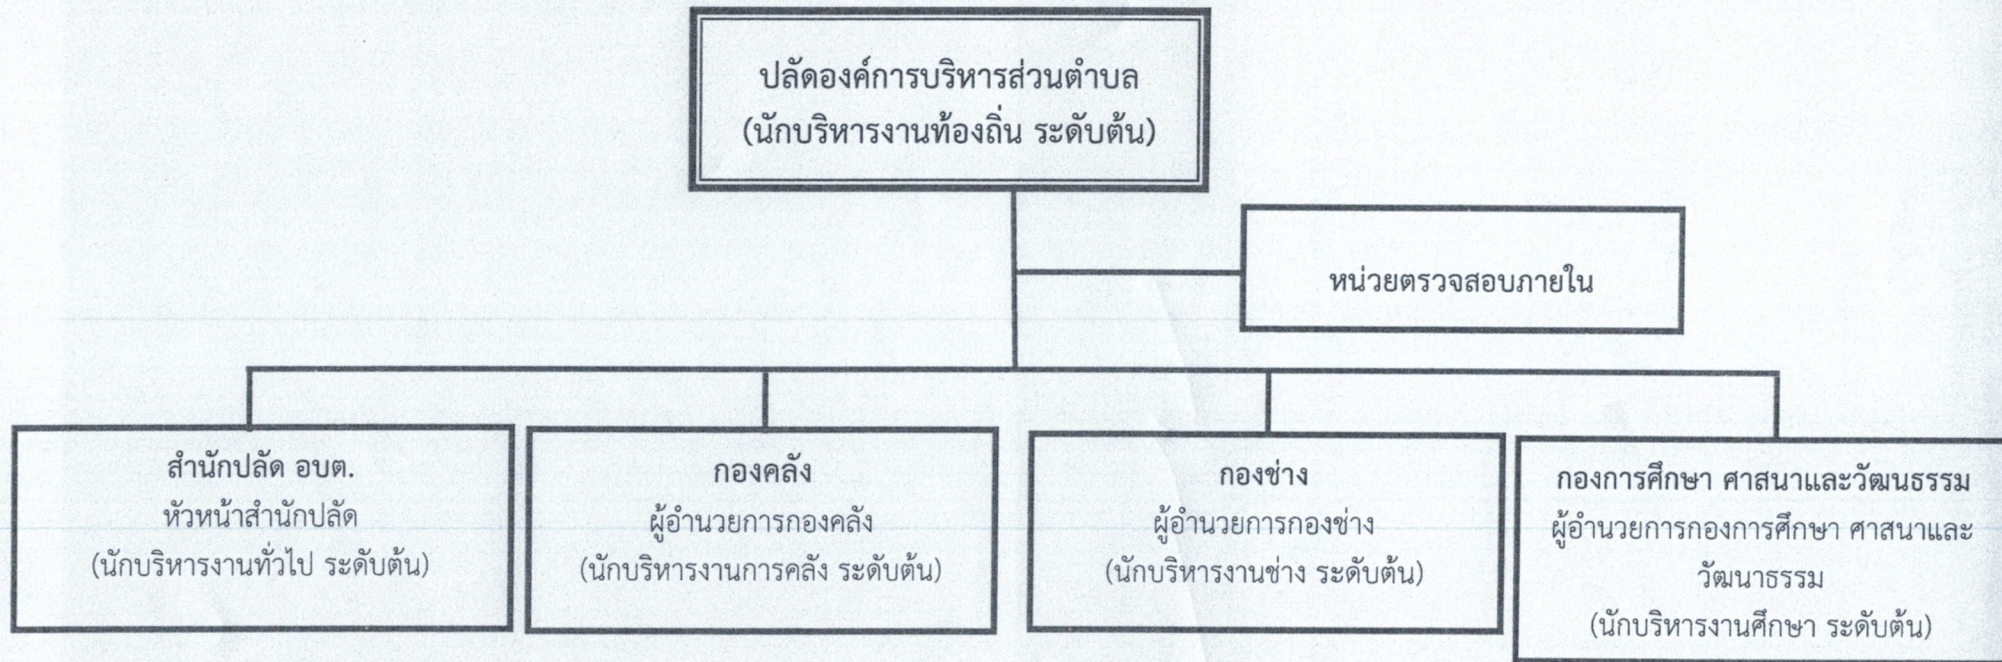 ปลัดองค์การบริหารส่วนตำบล
(นักบริหารงานท้องถิ่น ระดับต้น)
หน่วยตรวจสอบภายใน
สำนักปลัด อบต.
หัวหน้าสำนักปลัด
(นักบริหารงานทั่วไป ระดับต้น)
กองคลัง
ผู้อำนวยการกองคลัง
(นักบริหารงานการคลัง ระดับต้น)
กองช่าง
ผู้อำนวยการกองช่าง
(นักบริหารงานช่าง ระดับต้น)
กองการศึกษา ศาสนาและวัฒนธรรม
ผู้อำนวยการกองการศึกษา ศาสนาและ
วัฒนาธรรม
(นักบริหารงานศึกษา ระดับต้น)